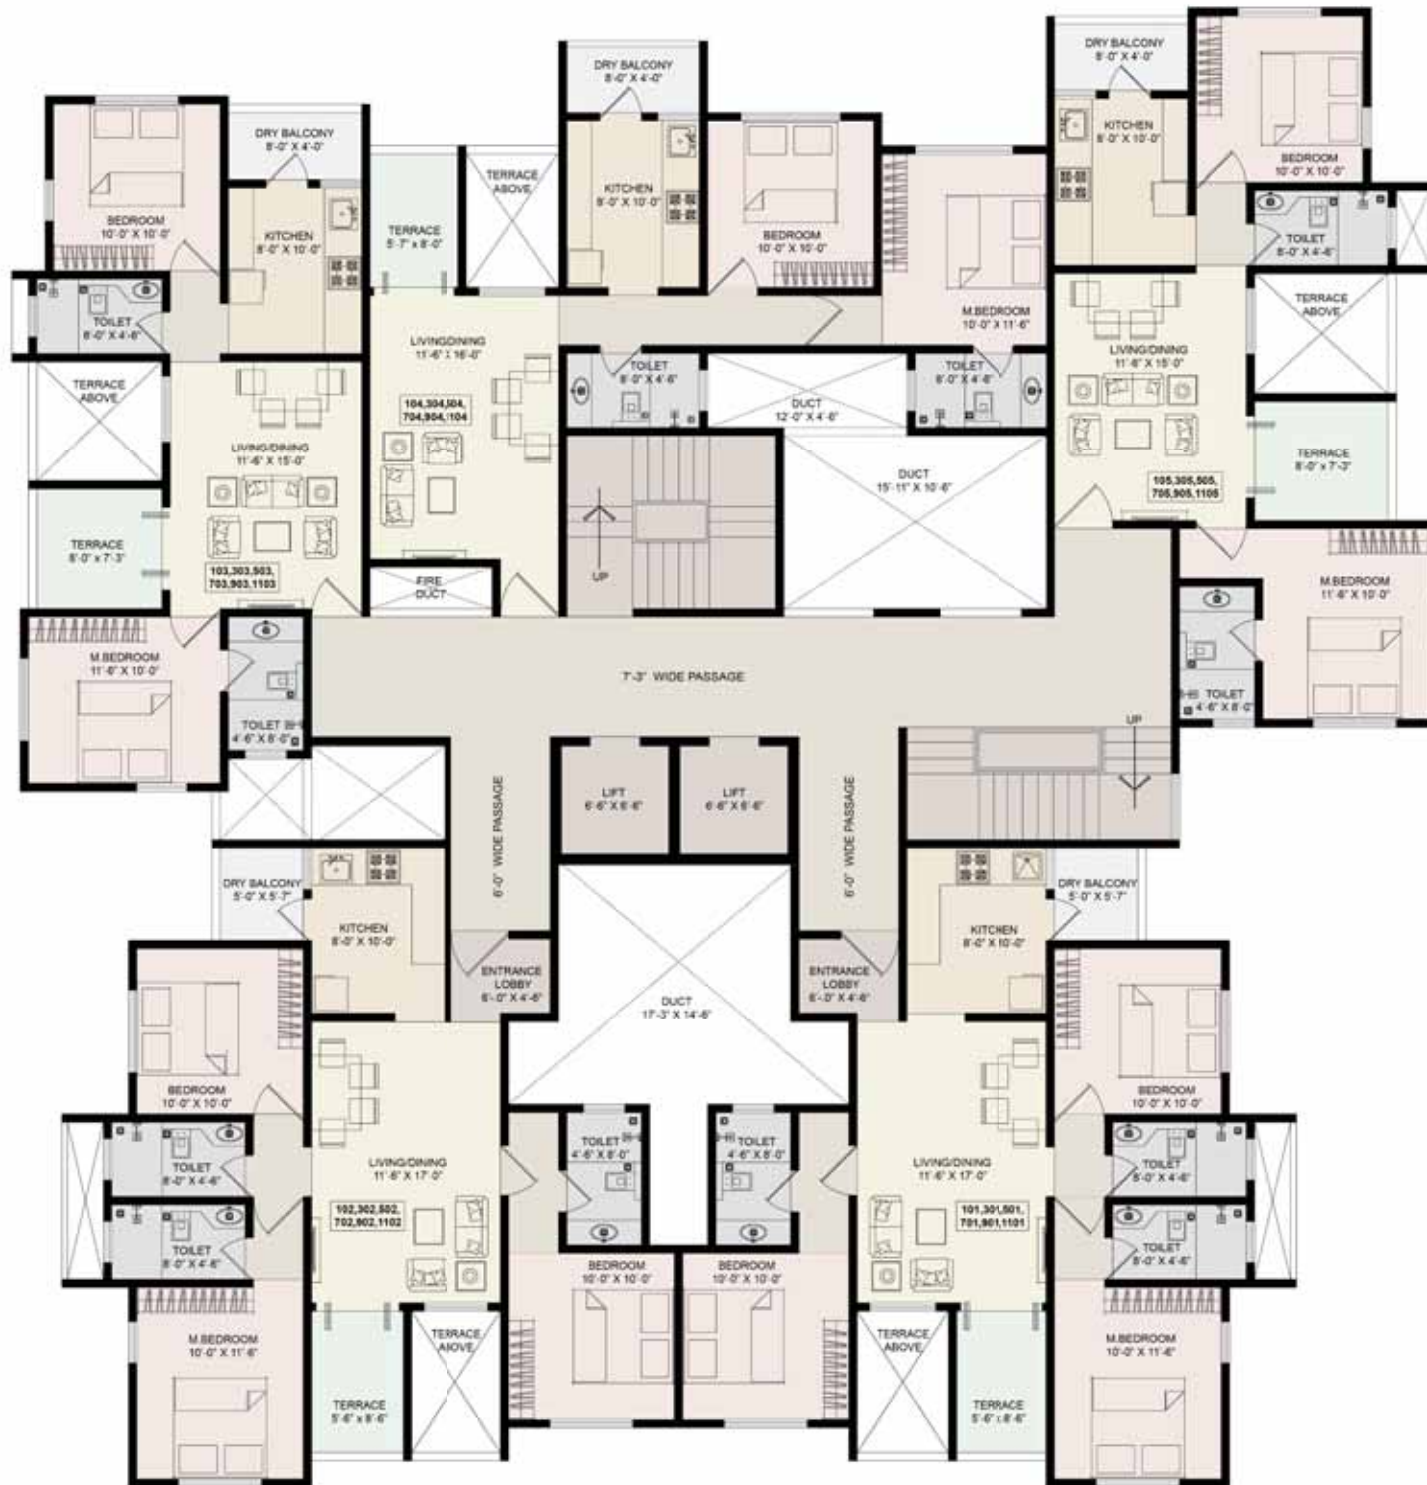 DRY BALCONY
8'-0" X 4'-0"
BEDROOM
10'-0" X 10'-0"
KITCHEN
8'-0" X 10'-0"
TOILET
8'-0" X 4'-6"
TERRACE
ABOVE
LIVING/DINING
11'-6" X 15'-0"
TERRACE
8'-0" x 7'-3"
103,303,503,
703,903,1103
M.BEDROOM
11'-6" X 10'-0"
TOILET
4'-6" X 8'-0"
TERRACE
5'-7" x 8'-0"
TERRACE
ABOVE
DRY BALCONY
8'-0" X 4'-0"
KITCHEN
8'-0" X 10'-0"
BEDROOM
10'-0" X 10'-0"
M.BEDROOM
10'-0" X 11'-6"
LIVING/DINING
11'-6" X 16'-0"
104,304,504,
704,904,1104
TOILET
8'-0" X 4'-6"
DUCT
12'-0" X 4'-6"
TOILET
8'-0" X 4'-6"
DUCT
15'-11" X 10'-6"
FIRE
DUCT
UP
DRY BALCONY
8'-0" X 4'-0"
KITCHEN
8'-0" X 10'-0"
BEDROOM
10'-0" X 10'-0"
TOILET
8'-0" X 4'-6"
TERRACE
ABOVE
LIVING/DINING
11'-6" X 15'-0"
TERRACE
8'-0" x 7'-3"
105,305,505,
705,905,1105
M.BEDROOM
11'-6" X 10'-0"
TOILET
4'-6" X 8'-0"
7'-3" WIDE PASSAGE
UP
6'-0" WIDE PASSAGE
LIFT
6'-6" X 6'-6"
LIFT
6'-6" X 6'-6"
6'-0" WIDE PASSAGE
DRY BALCONY
5'-0" X 5'-7"
KITCHEN
8'-0" X 10'-0"
ENTRANCE
LOBBY
6'-.0" X 4'-6"
DUCT
17'-3" X 14'-6"
ENTRANCE
LOBBY
6'-.0" X 4'-6"
KITCHEN
8'-0" X 10'-0"
DRY BALCONY
5'-0" X 5'-7"
BEDROOM
10'-0" X 10'-0"
TOILET
8'-0" X 4'-6"
TOILET
8'-0" X 4'-6"
LIVING/DINING
11'-6" X 17'-0"
102,302,502,
702,902,1102
TOILET
4'-6" X 8'-0"
BEDROOM
10'-0" X 10'-0"
M.BEDROOM
10'-0" X 11'-6"
TERRACE
5'-6" x 8'-6"
TERRACE
ABOVE
TOILET
4'-6" X 8'-0"
BEDROOM
10'-0" X 10'-0"
LIVING/DINING
11'-6" X 17'-0"
101,301,501,
701,901,1101
BEDROOM
10'-0" X 10'-0"
TOILET
8'-0" X 4'-6"
TOILET
8'-0" X 4'-6"
TERRACE
ABOVE
TERRACE
5'-6" x 8'-6"
M.BEDROOM
10'-0" X 11'-6"